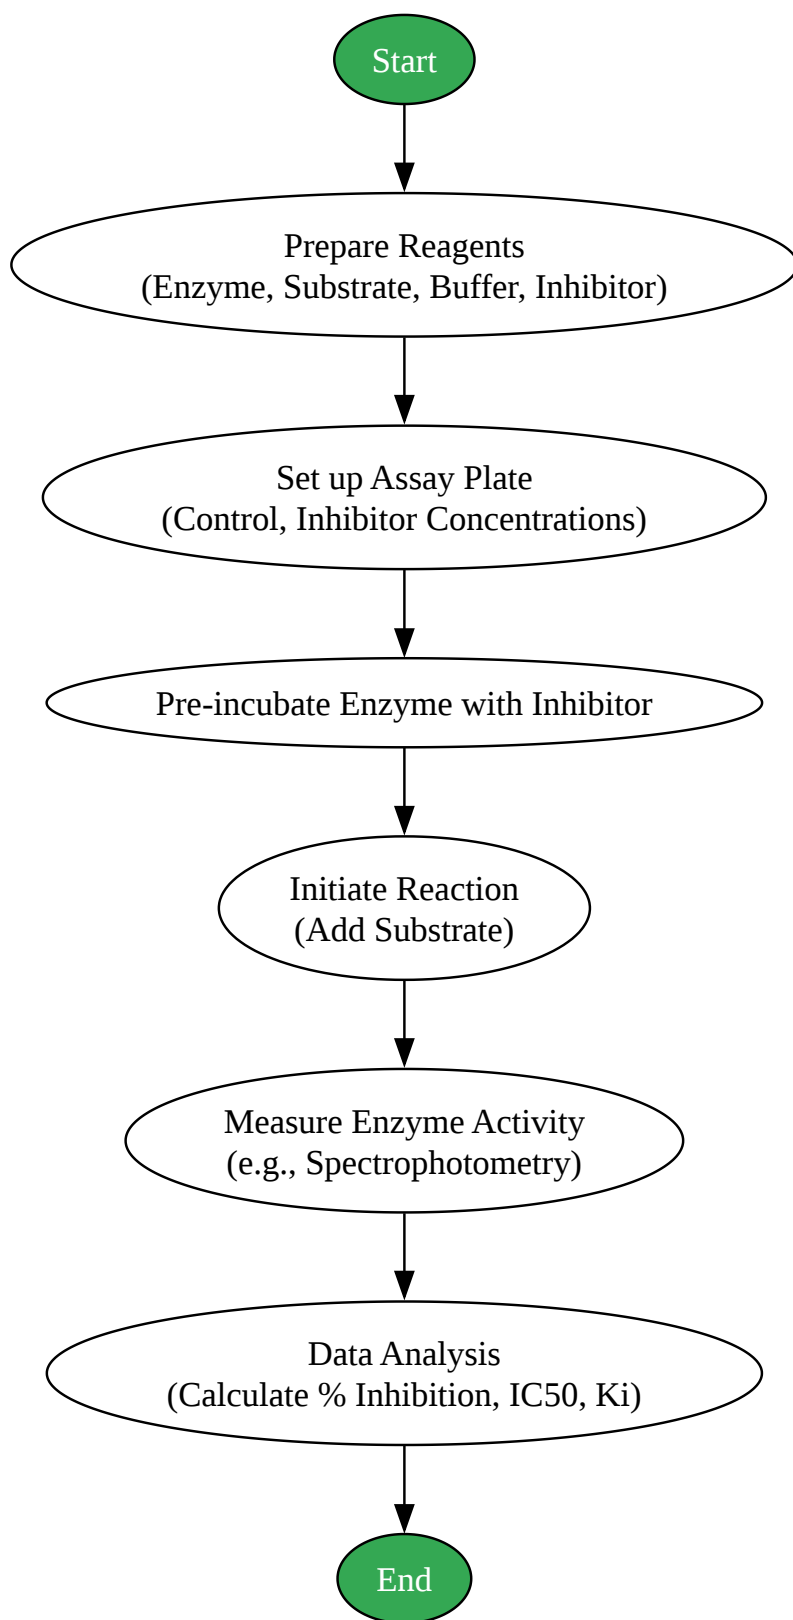 Start
Prepare Reagents
(Enzyme, Substrate, Buffer, Inhibitor)
Set up Assay Plate
(Control, Inhibitor Concentrations)
Pre-incubate Enzyme with Inhibitor
Initiate Reaction
(Add Substrate)
Measure Enzyme Activity
(e.g., Spectrophotometry)
Data Analysis
(Calculate % Inhibition, IC50, Ki)
End